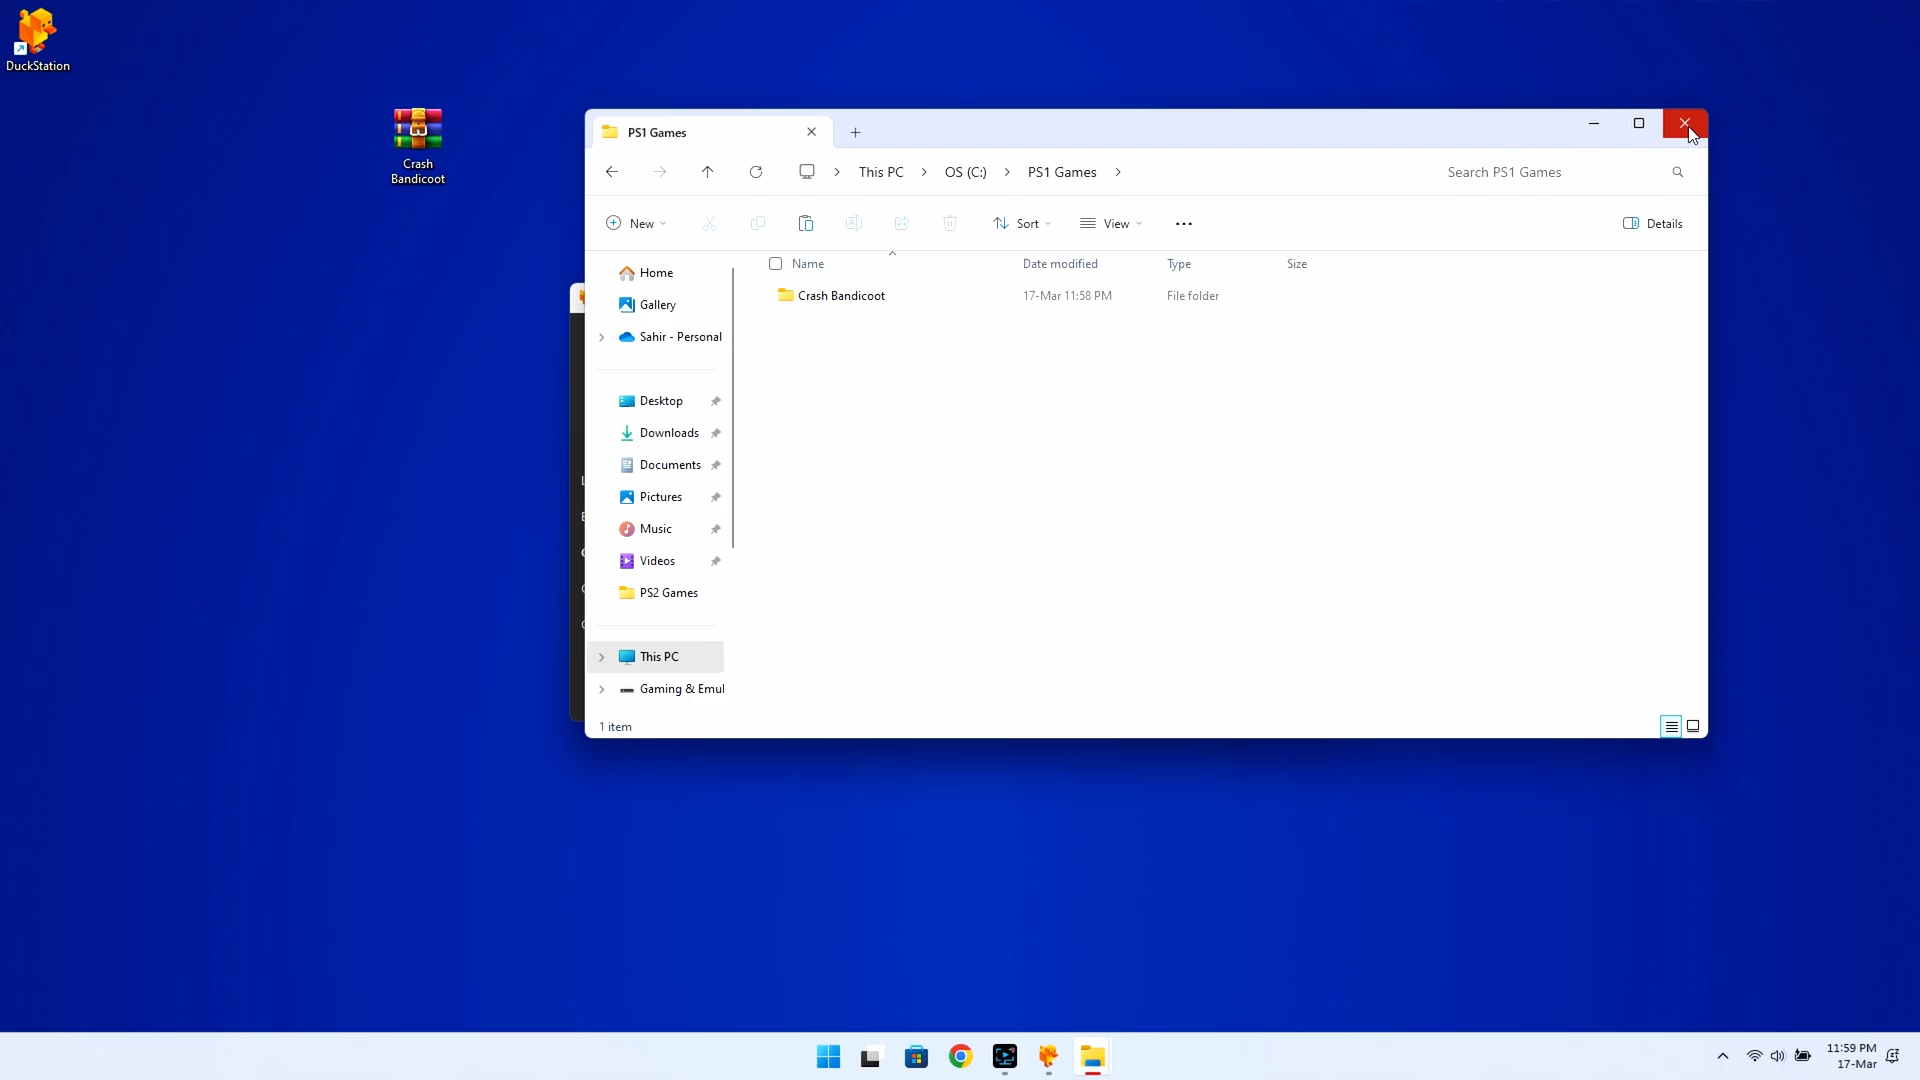 DuckStation
Crash
Bandicoot
PS1 Games
This PC
OS (C:)
PS1 Games
Search PS1 Games
New
Sort
View
Details
Name
Date modified
Type
Size
Crash Bandicoot
17-Mar 11:58 PM
File folder
Home
Gallery
Sahir - Personal
Desktop
Downloads
Documents
Pictures
Music
Videos
PS2 Games
This PC
Gaming & Emul
1 item
11:59 PM
17-Mar